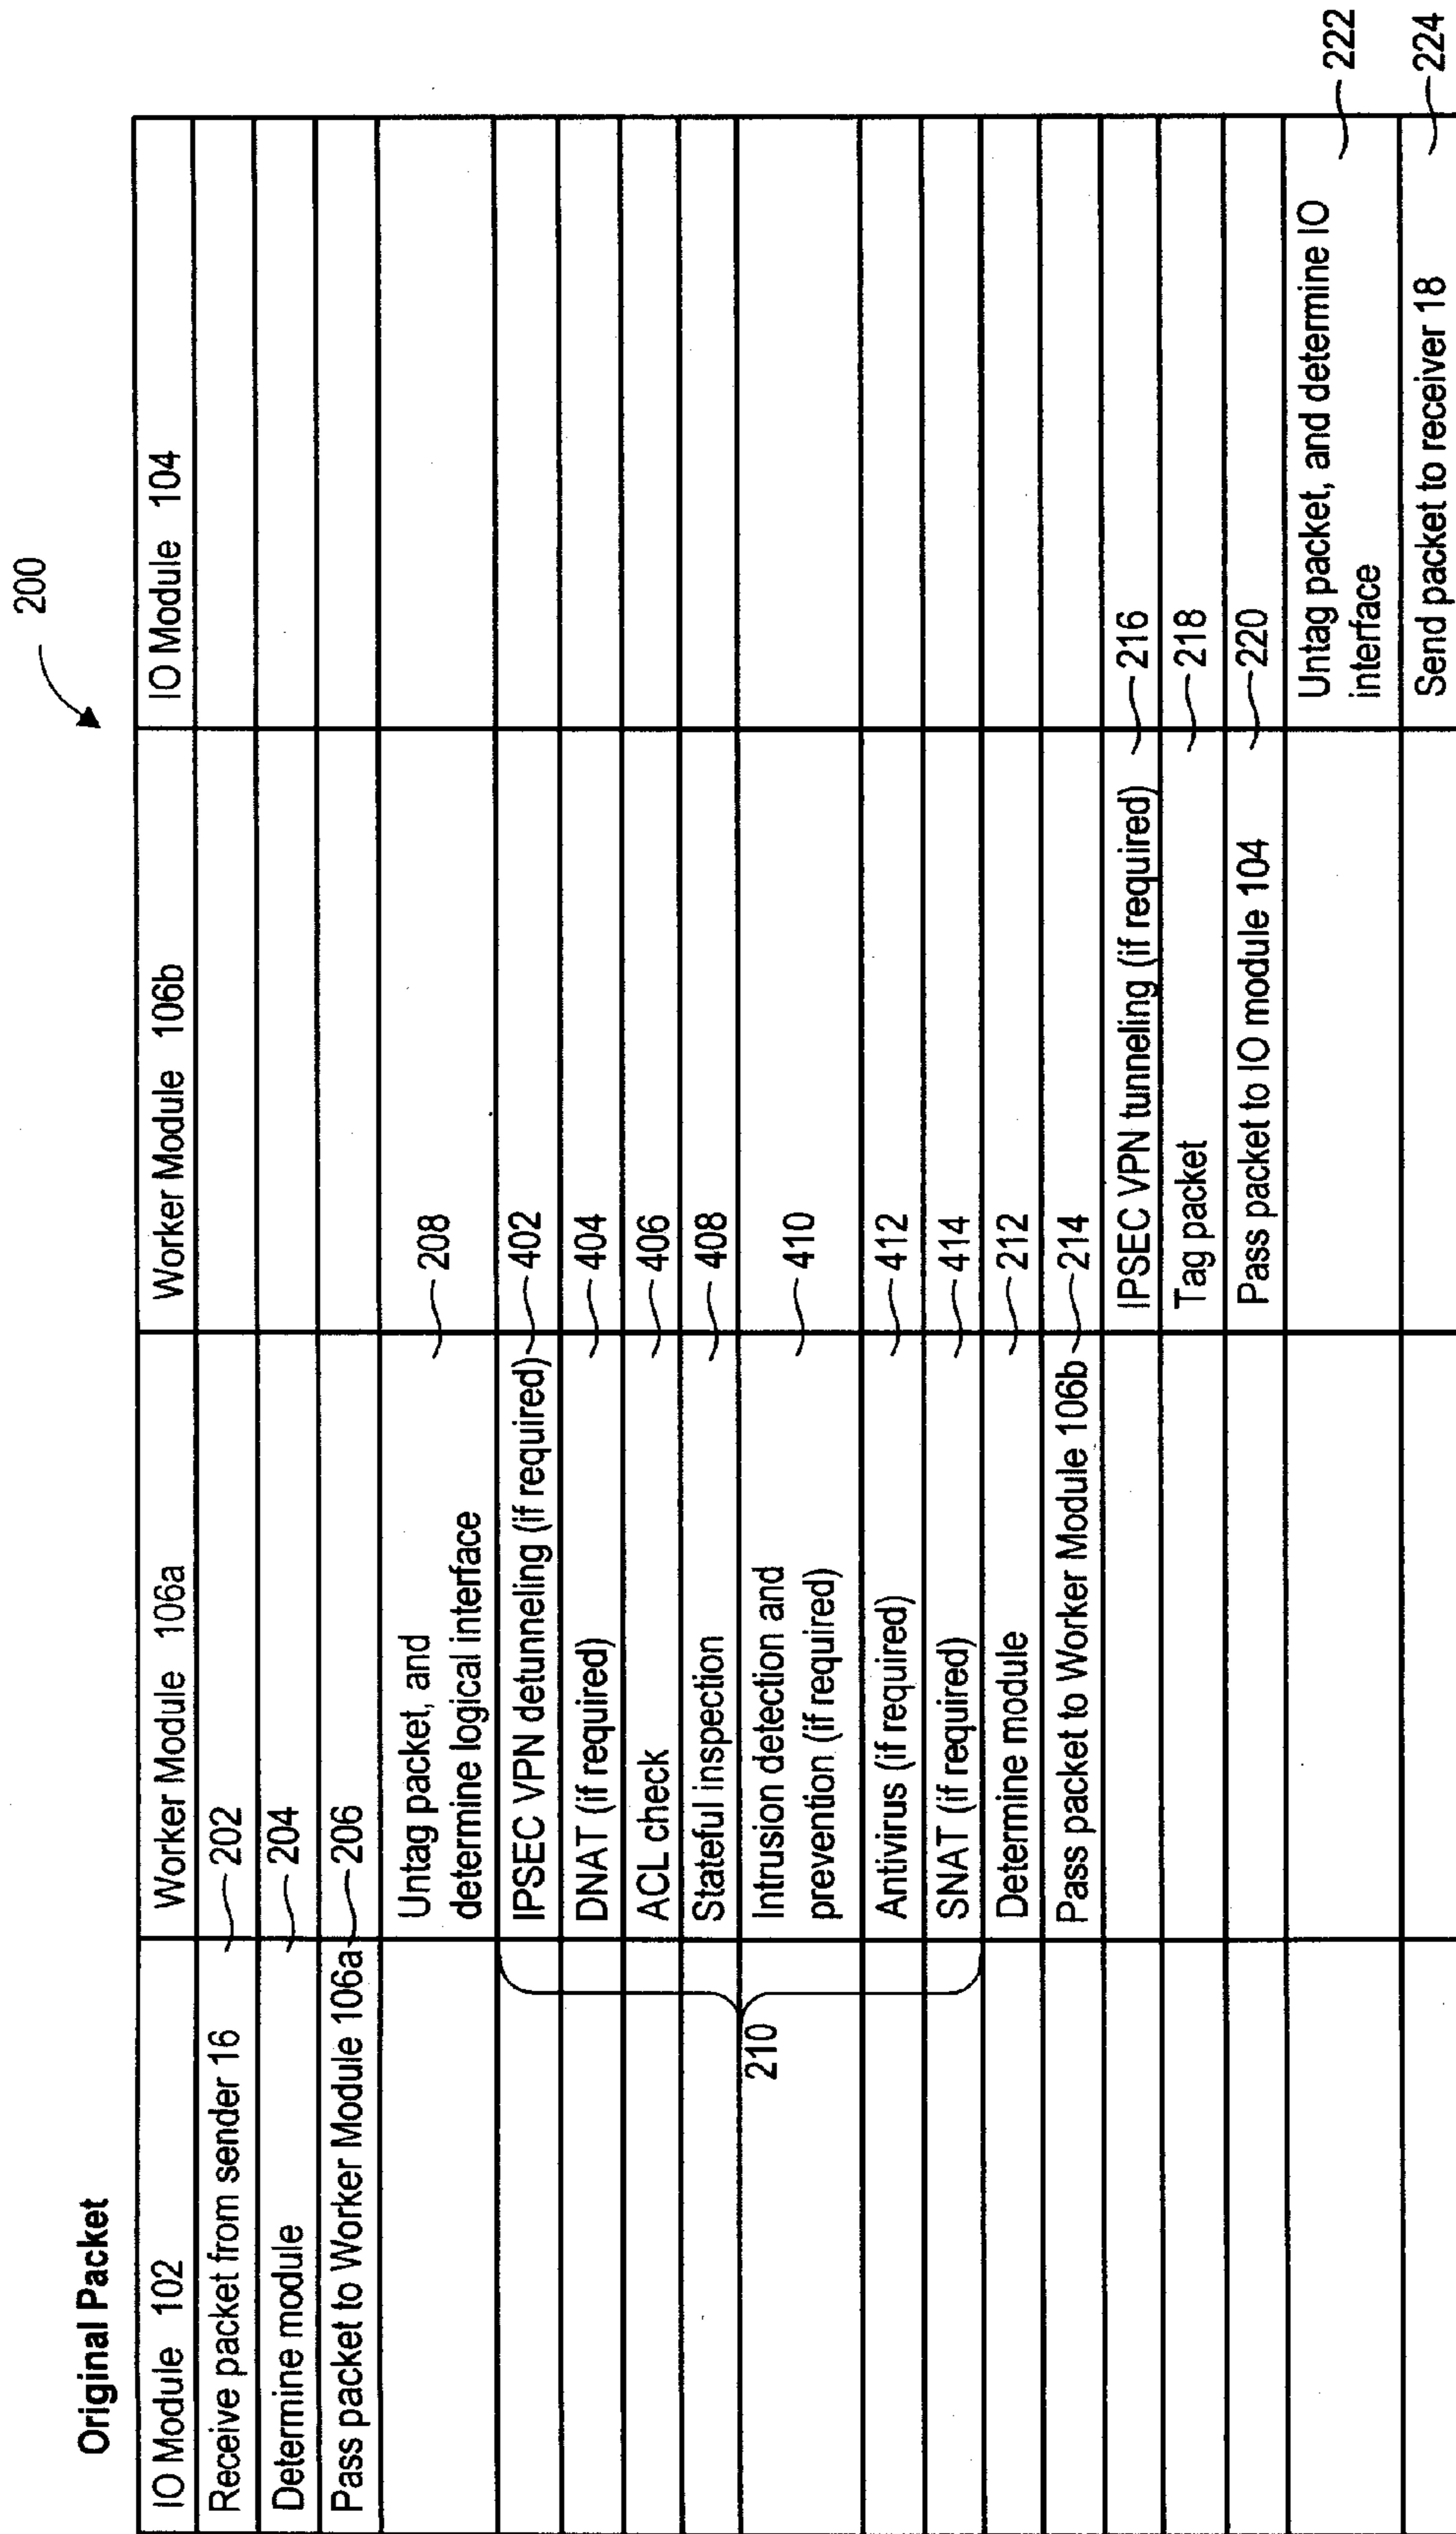 200
Original Packet
IO Module 102
Worker Module 106a
Worker Module 106b
IO Module 104
Receive packet from sender 16
202
Determine module
204
Pass packet to Worker Module 106a
206
Untag packet, and
determine logical interface
208
IPSEC VPN detunneling (if required)
402
DNAT (if required)
404
ACL check
406
Stateful inspection
408
210
Intrusion detection and
prevention (if required)
410
Antivirus (if required)
412
SNAT (if required)
414
Determine module
212
Pass packet to Worker Module 106b
214
IPSEC VPN tunneling (if required)
216
Tag packet
218
Pass packet to IO module 104
220
Untag packet, and determine IO
interface
222
Send packet to receiver 18
224